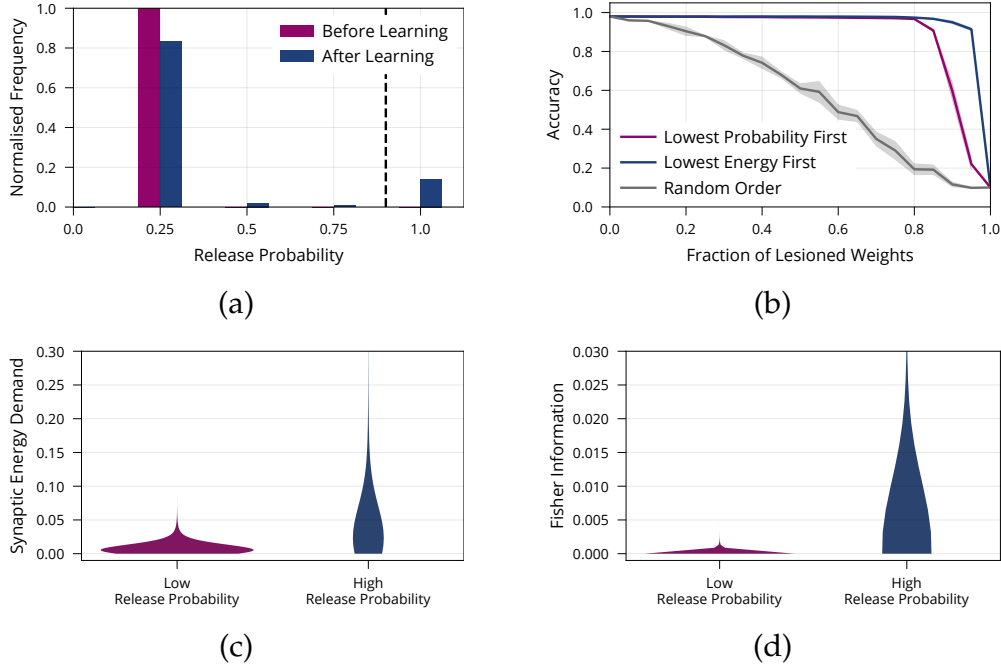 Normalised Frequency
1.0
0.8
0.6
0.4
0.2
0.0
0.0
0.25
0.5
0.75
1.0
Before Learning
After Learning
Release Probability
(a)
Accuracy
1.0
0.8
0.6
0.4
0.2
0.0
0.0
0.2
0.4
0.6
0.8
1.0
Lowest Probability First
Lowest Energy First
Random Order
Fraction of Lesioned Weights
(b)
Synaptic Energy Demand
0.30
0.20
0.15
0.10
0.05
0.00
Low
Release Probability
High
Release Probability
(c)
Fisher Information
0.030
0.020
0.015
0.010
0.005
0.000
Low
Release Probability
High
Release Probability
(d)